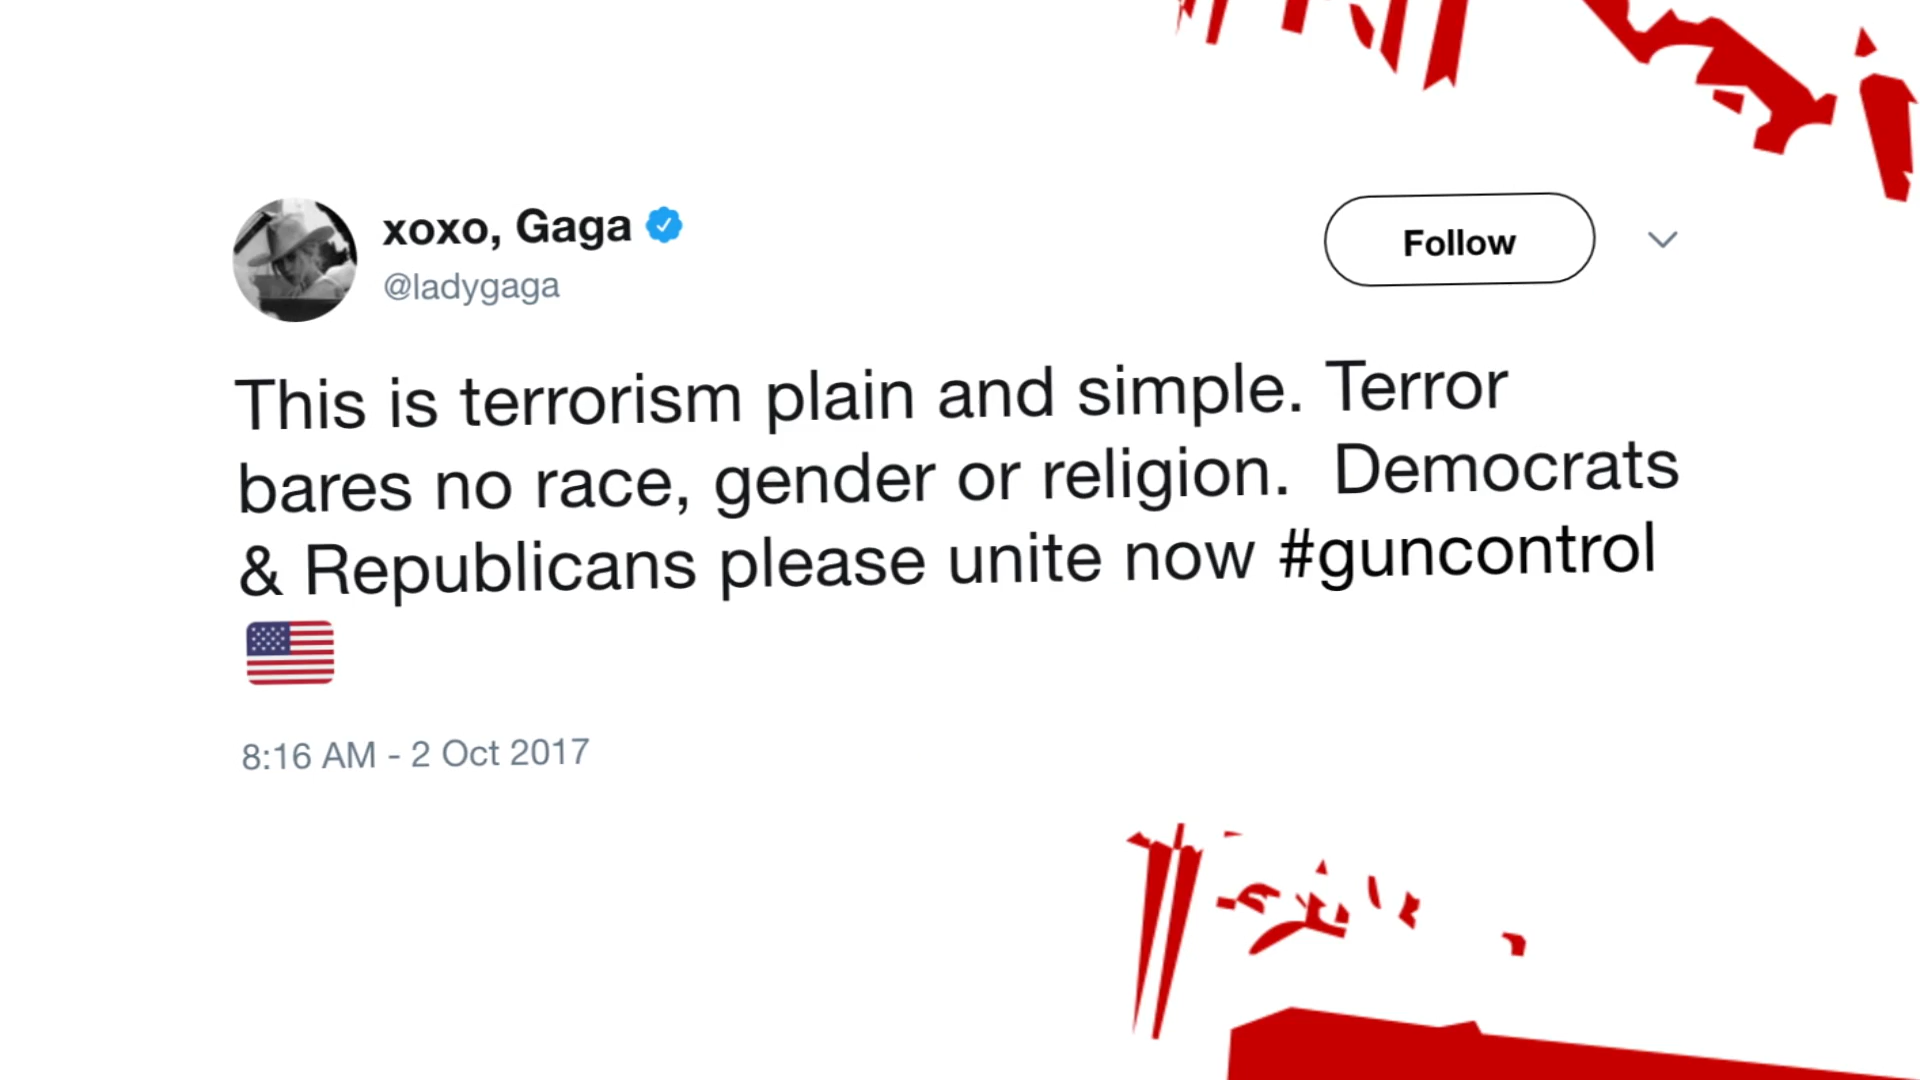 xoxo, Gaga
@ladygaga
Follow
This is terrorism plain and simple. Terror
bares no race, gender or religion.  Democrats
& Republicans please unite now #guncontrol
🇺🇸
8:16 AM - 2 Oct 2017